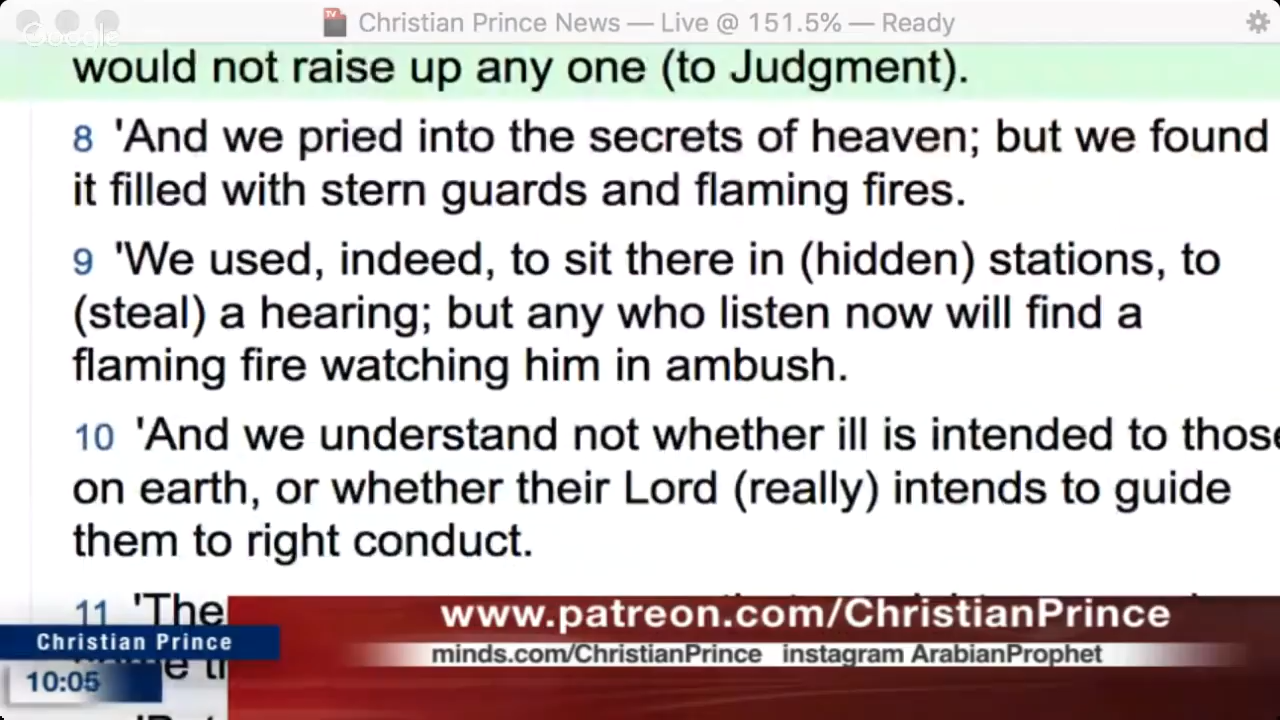 Christian Prince News — Live @ 151.5% — Ready
Google
would not raise up any one (to Judgment).
8 'And we pried into the secrets of heaven; but we found
it filled with stern guards and flaming fires.
9 'We used, indeed, to sit there in (hidden) stations, to
(steal) a hearing; but any who listen now will find a
flaming fire watching him in ambush.
10 'And we understand not whether ill is intended to those
on earth, or whether their Lord (really) intends to guide
them to right conduct.
11 'The
www.patreon.com/ChristianPrince
Christian Prince
minds.com/ChristianPrince instagram ArabianProphet
10:05